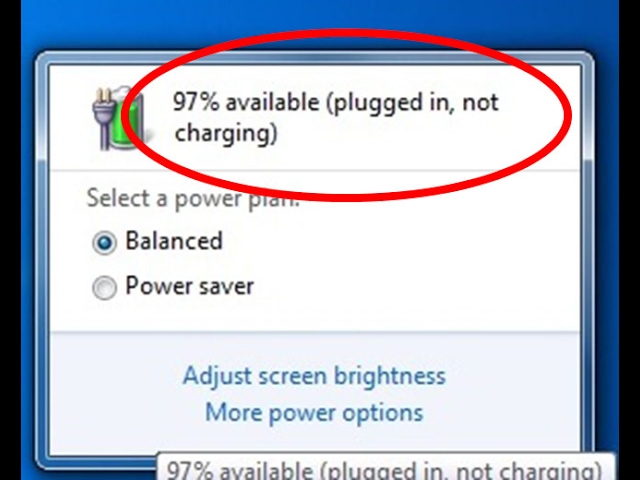 97% available (plugged in, not
charging)
Select a power plan:
Balanced
Power saver
Adjust screen brightness
More power options
97% available (plugged in, not charging)